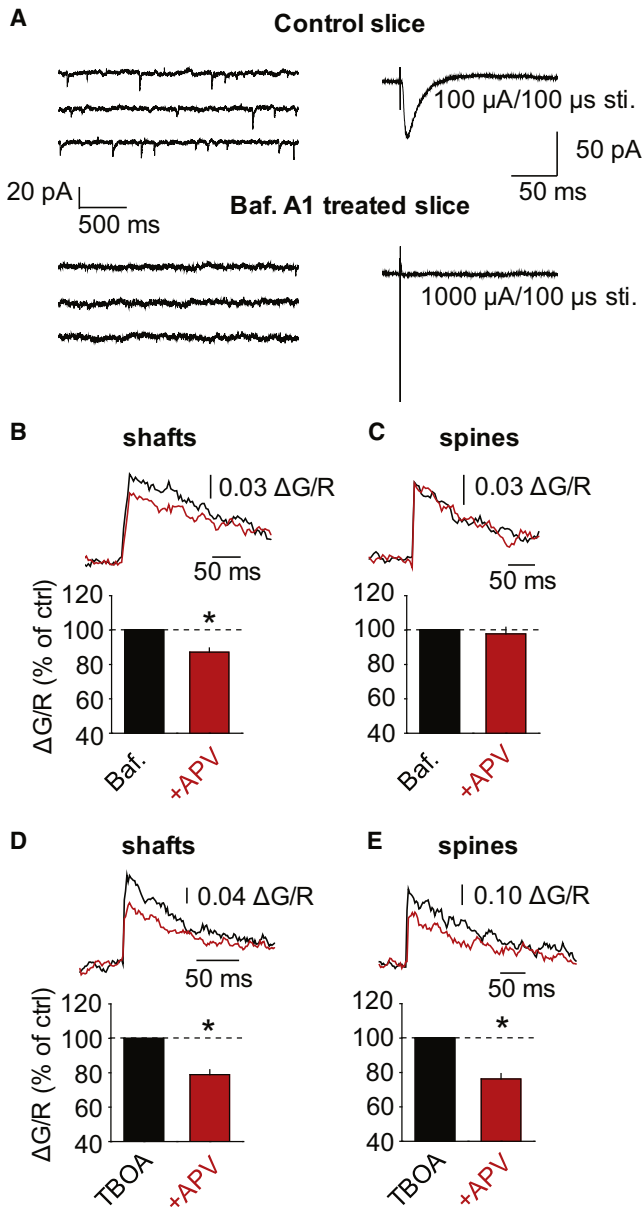 A
Control slice
100 µA/100 µs sti.
50 pA
50 ms
20 pA
500 ms
Baf. A1 treated slice
1000 µA/100 µs sti.
B
shafts
0.03 ΔG/R
50 ms
ΔG/R (% of ctrl)
120
100
80
60
40
*
Baf.
+APV
C
spines
0.03 ΔG/R
50 ms
120
100
80
60
40
Baf.
+APV
D
shafts
0.04 ΔG/R
50 ms
ΔG/R (% of ctrl)
120
100
80
60
40
*
TBOA
+APV
E
spines
0.10 ΔG/R
50 ms
120
100
80
60
40
*
TBOA
+APV